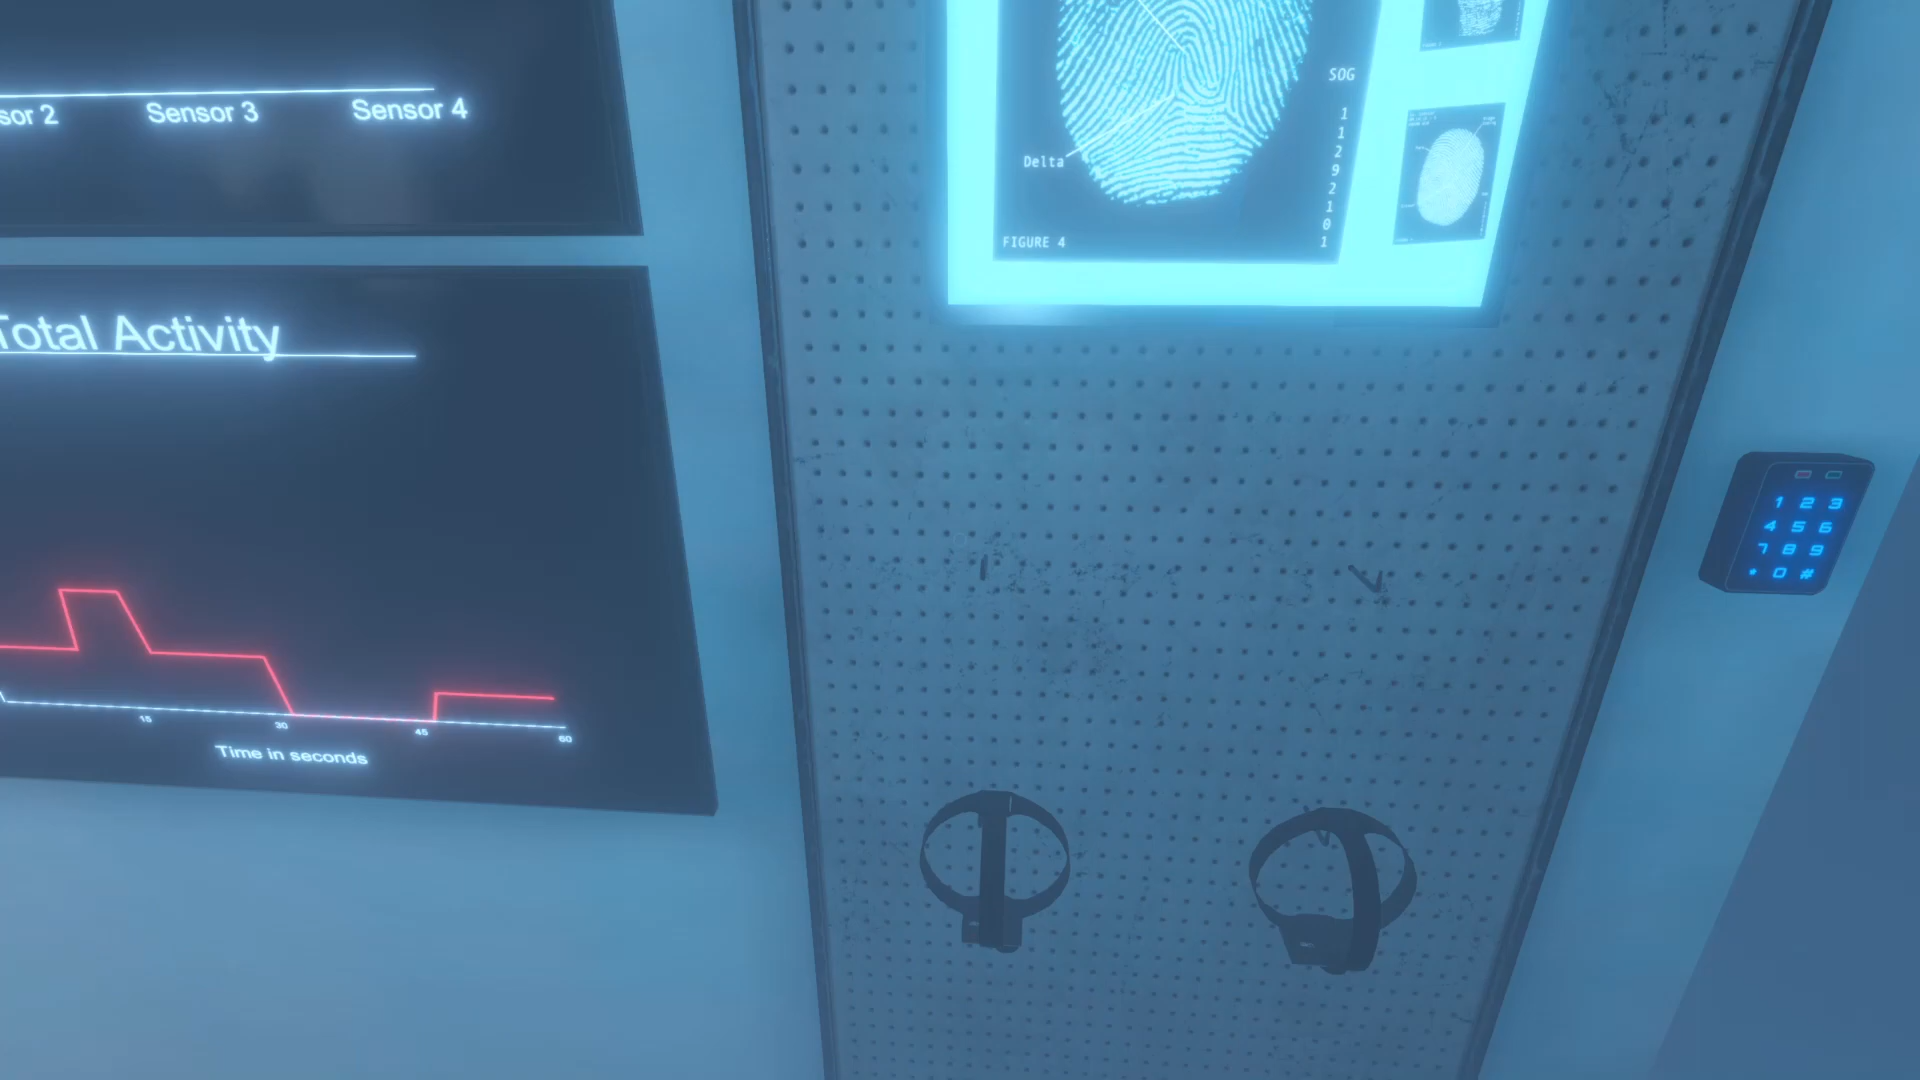 sor 2 Sensor 3 Sensor 4
Total Activity
15 30 45 60
Time in seconds
Delta
FIGURE 4
SOG
1
1
2
9
2
1
0
1
1 2 3
4 5 6
7 8 9
* 0 #